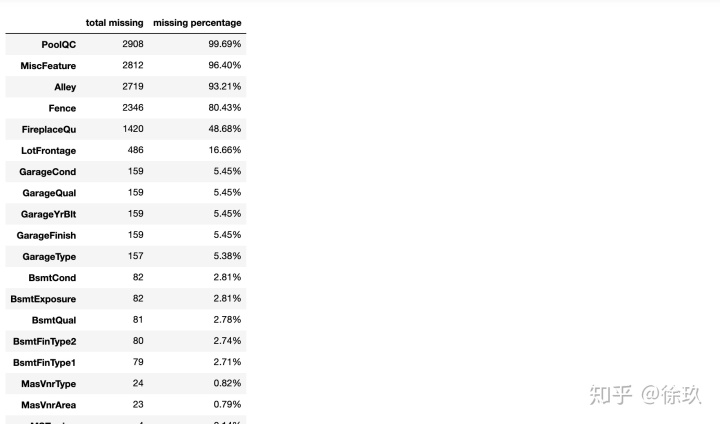 total missing missing percentage
PoolQC 2908 99.69%
MiscFeature 2812 96.40%
Alley 2719 93.21%
Fence 2346 80.43%
FireplaceQu 1420 48.68%
LotFrontage 486 16.66%
GarageCond 159 5.45%
GarageQual 159 5.45%
GarageYrBlt 159 5.45%
GarageFinish 159 5.45%
GarageType 157 5.38%
BsmtCond 82 2.81%
BsmtExposure 82 2.81%
BsmtQual 81 2.78%
BsmtFinType2 80 2.74%
BsmtFinType1 79 2.71%
MasVnrType 24 0.82%
MasVnrArea 23 0.79%
知乎 @徐玖